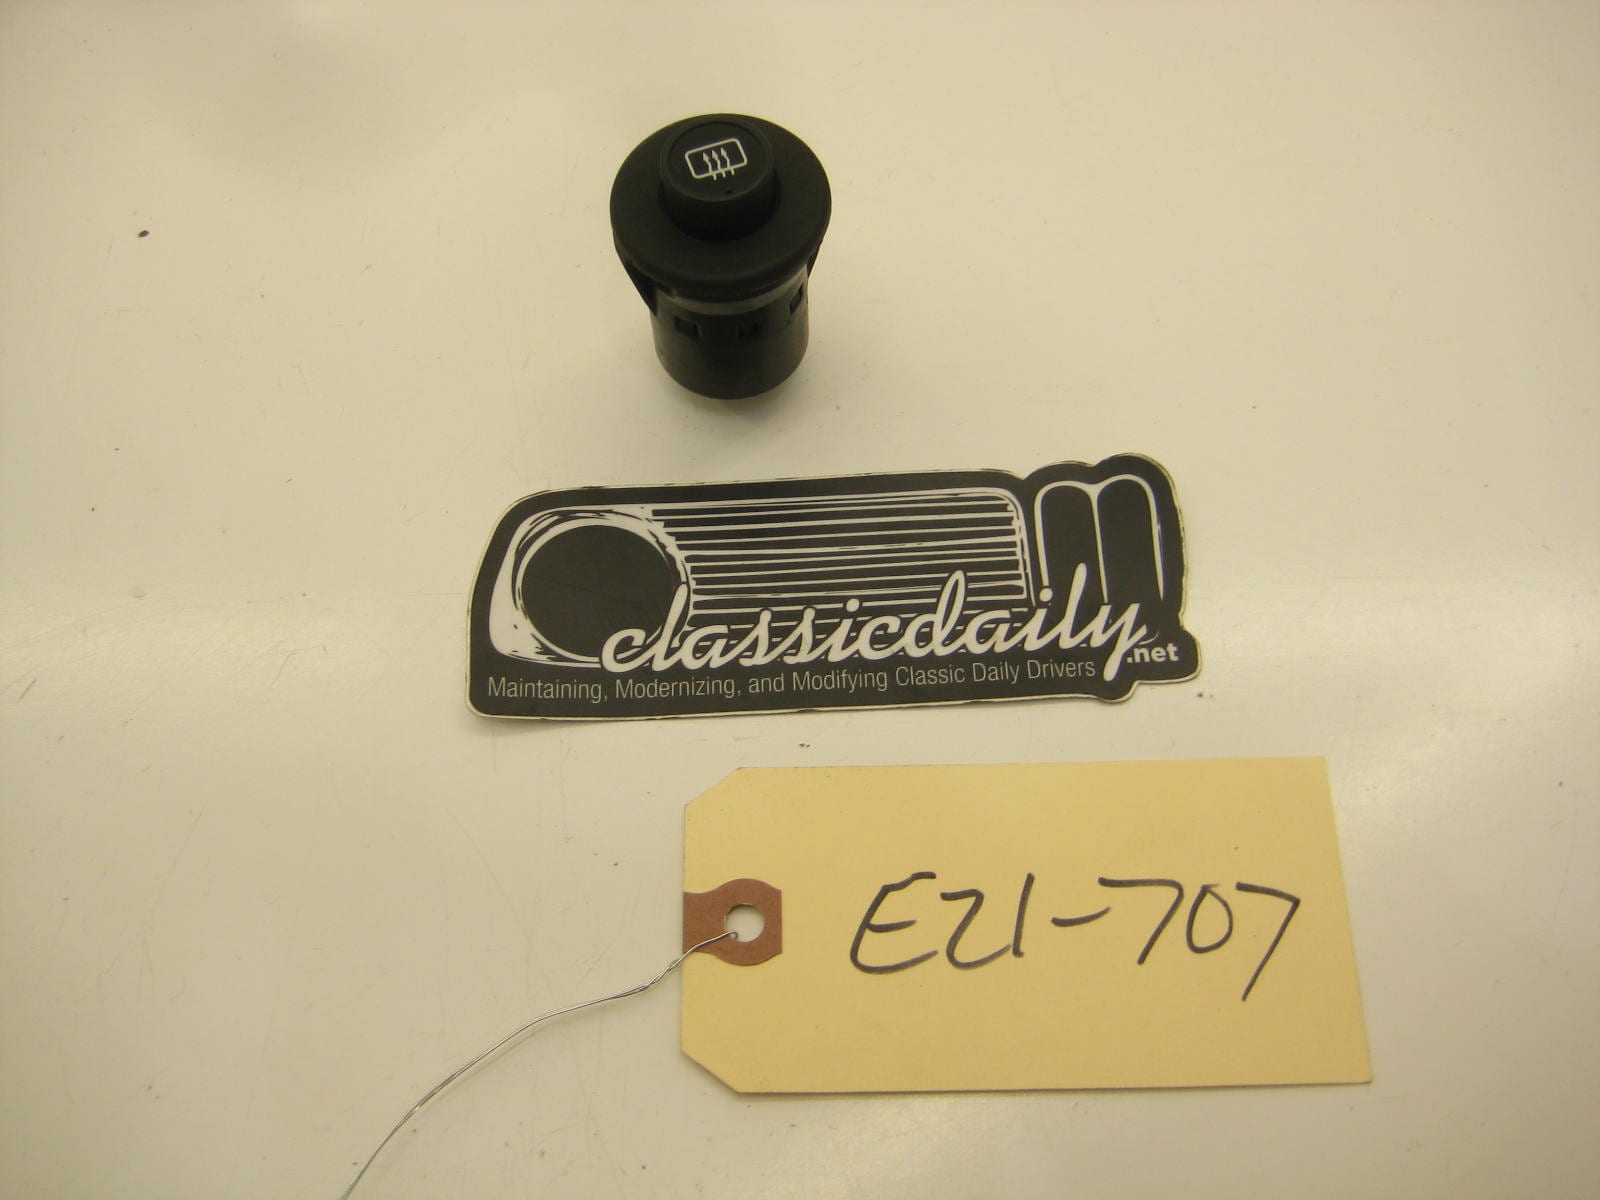 classicdaily.net
Maintaining, Modernizing, and Modifying Classic Daily Drivers
E21-707